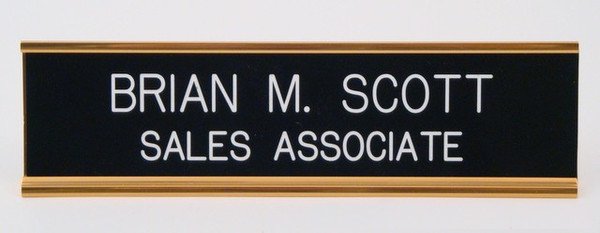 BRIAN M. SCOTT
SALES ASSOCIATE